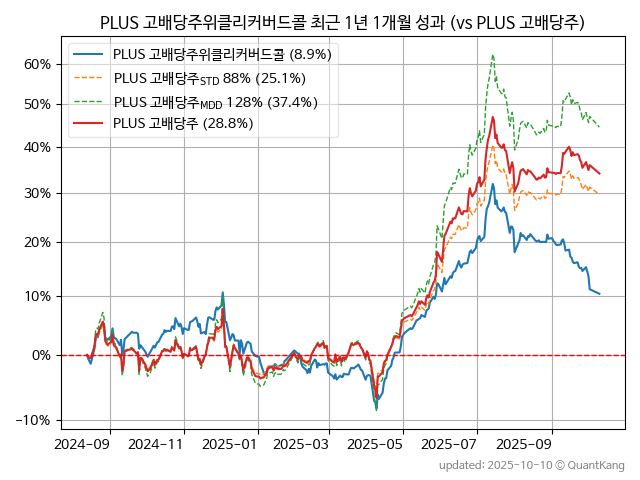 PLUS 고배당주위클리커버드콜 최근 1년 1개월 성과 (vs PLUS 고배당주)
PLUS 고배당주위클리커버드콜 (8.9%)
PLUS 고배당주STD 88% (25.1%)
PLUS 고배당주MDD 128% (37.4%)
PLUS 고배당주 (28.8%)
60%
50%
40%
30%
20%
10%
0%
−10%
2024-09 2024-11 2025-01 2025-03 2025-05 2025-07 2025-09
updated: 2025-10-10 © QuantKang